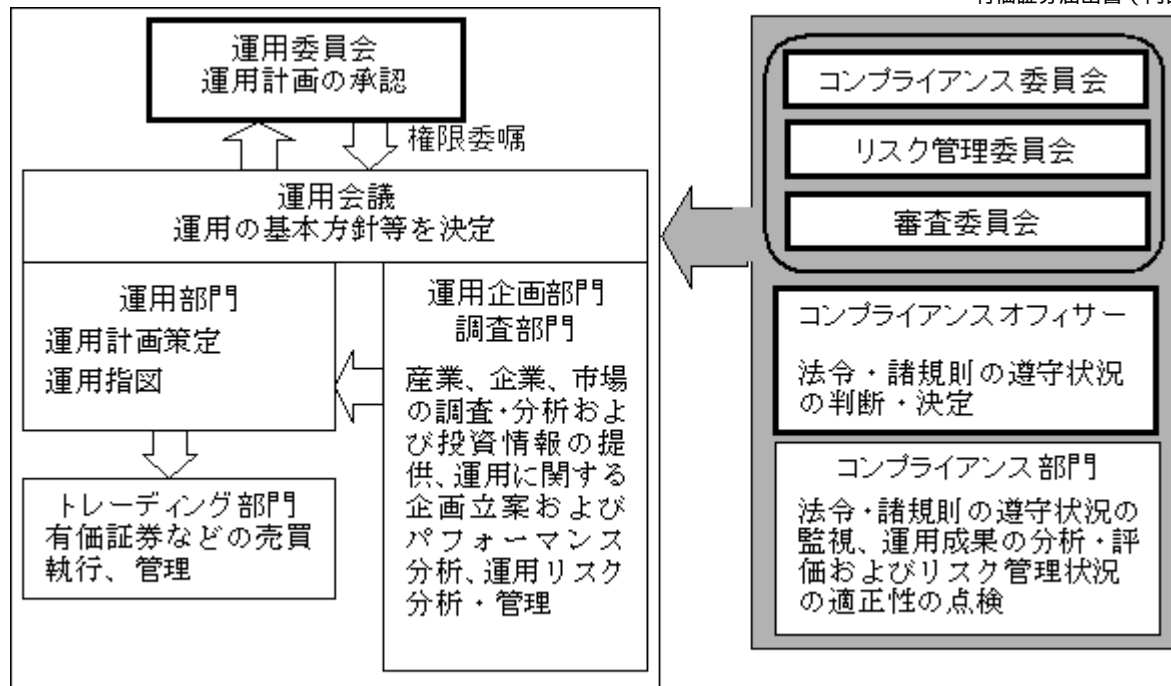 運用委員会
運用計画の承認
権限委嘱
運用会議
運用の基本方針等を決定
運用部門
運用計画策定
運用指図
運用企画部門
調査部門
産業、企業、市場
の調査・分析およ
び投資情報の提
供、運用に関する
企画立案および
パフォーマンス
分析、運用リスク
分析・管理
トレーディング部門
有価証券などの売買
執行、管理
コンプライアンス委員会
リスク管理委員会
審査委員会
コンプライアンスオフィサー
法令・諸規則の遵守状況
の判断・決定
コンプライアンス部門
法令・諸規則の遵守状況の
監視、運用成果の分析・評
価およびリスク管理状況
の適正性の点検